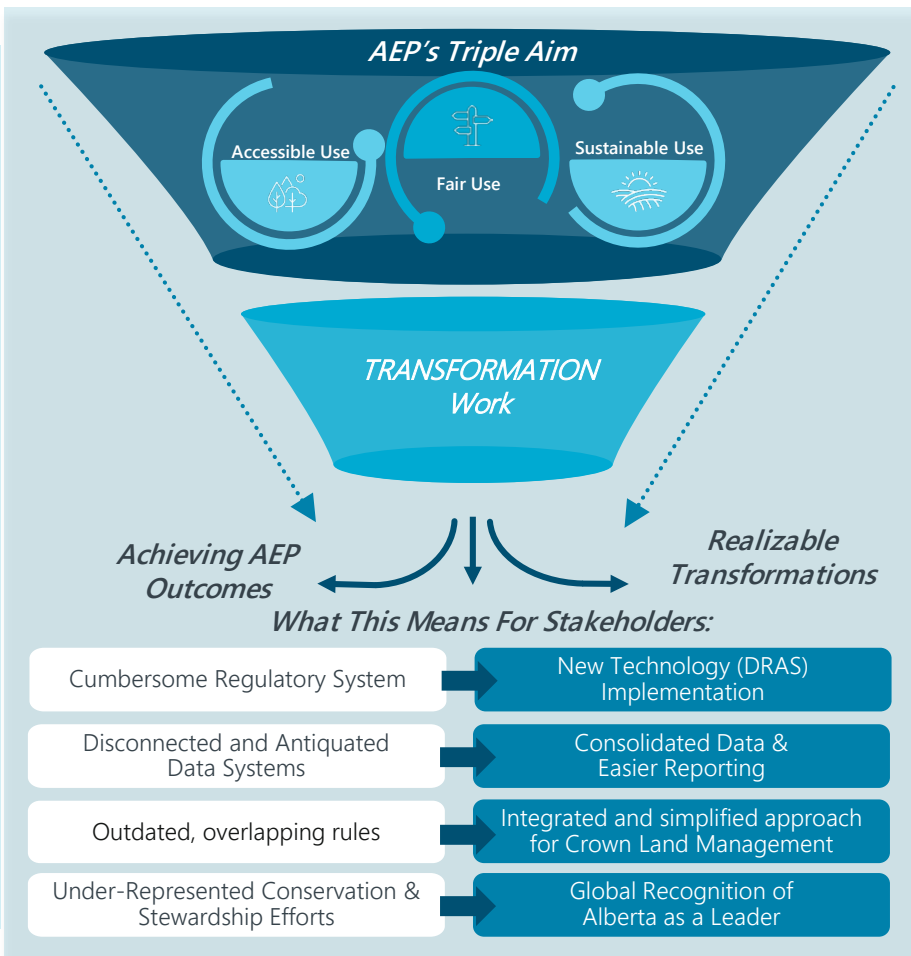 AEP's Triple Aim
Accessible Use
Fair Use
Sustainable Use
TRANSFORMATION
Work
Achieving AEP
Outcomes
Realizable
Transformations
What This Means For Stakeholders:
Cumbersome Regulatory System
New Technology (DRAS)
Implementation
Disconnected and Antiquated
Data Systems
Consolidated Data &
Easier Reporting
Outdated, overlapping rules
Integrated and simplified approach
for Crown Land Management
Under-Represented Conservation &
Stewardship Efforts
Global Recognition of
Alberta as a Leader